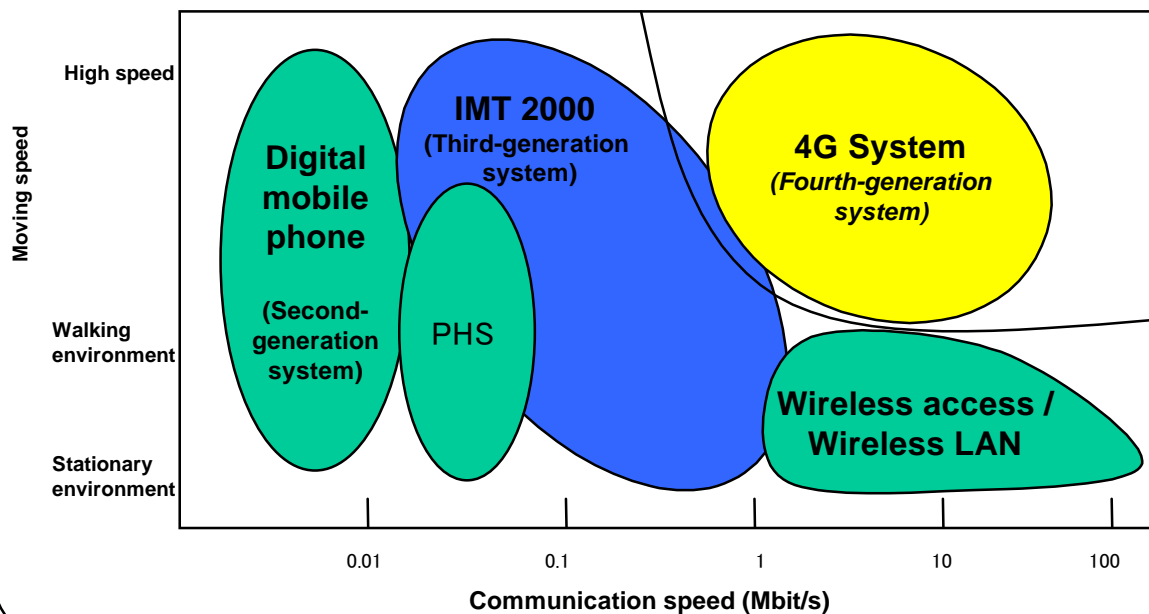 High speed
Moving speed
Walking
environment
Stationary
environment
Digital
mobile
phone
(Second-
generation
system)
IMT 2000
(Third-generation
system)
PHS
4G System
(Fourth-generation
system)
Wireless access /
Wireless LAN
0.01
0.1
1
10
100
Communication speed (Mbit/s)